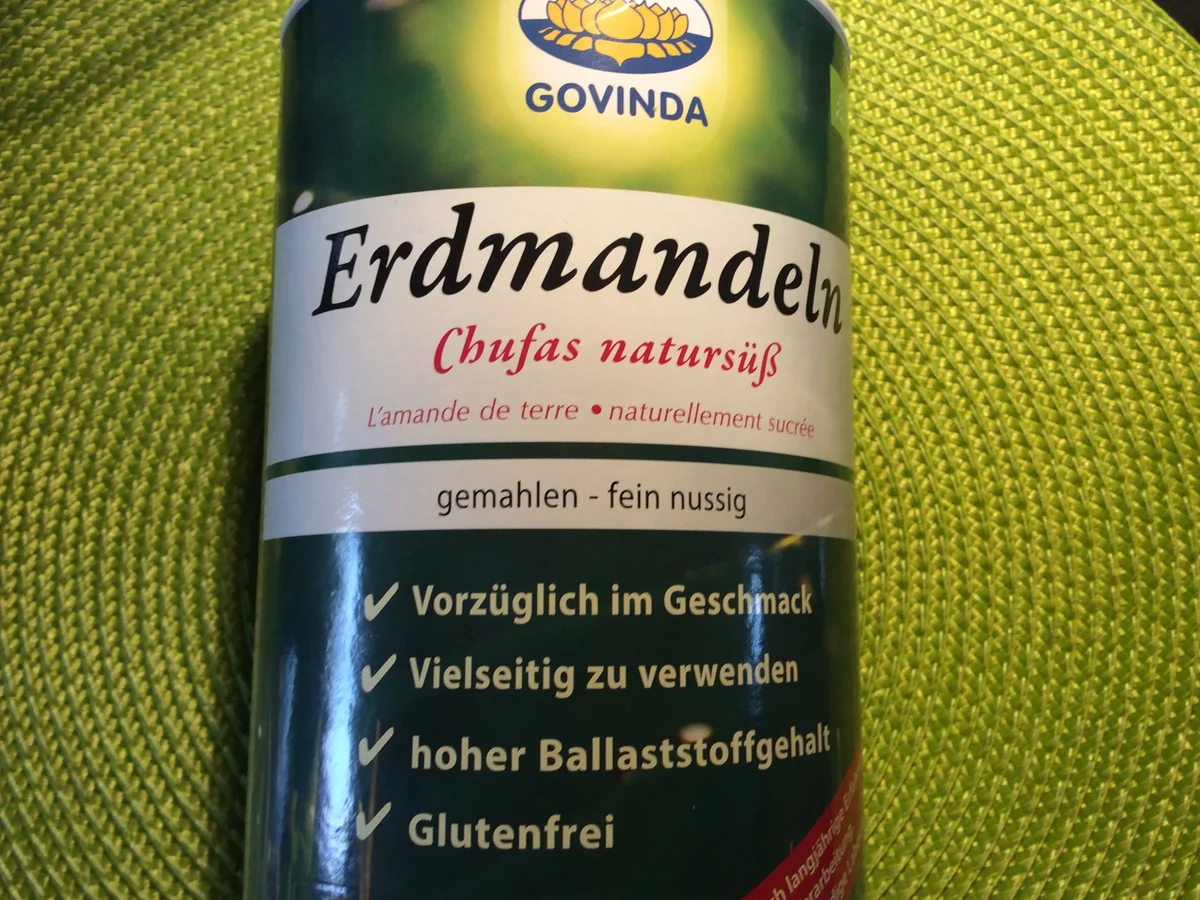 GOVINDA
Erdmandeln
Chufas natursüß
L'amande de terre • naturellement sucrée
gemahlen - fein nussig
✓ Vorzüglich im Geschmack
✓ Vielseitig zu verwenden
✓ hoher Ballaststoffgehalt
✓ Glutenfrei
langjährige